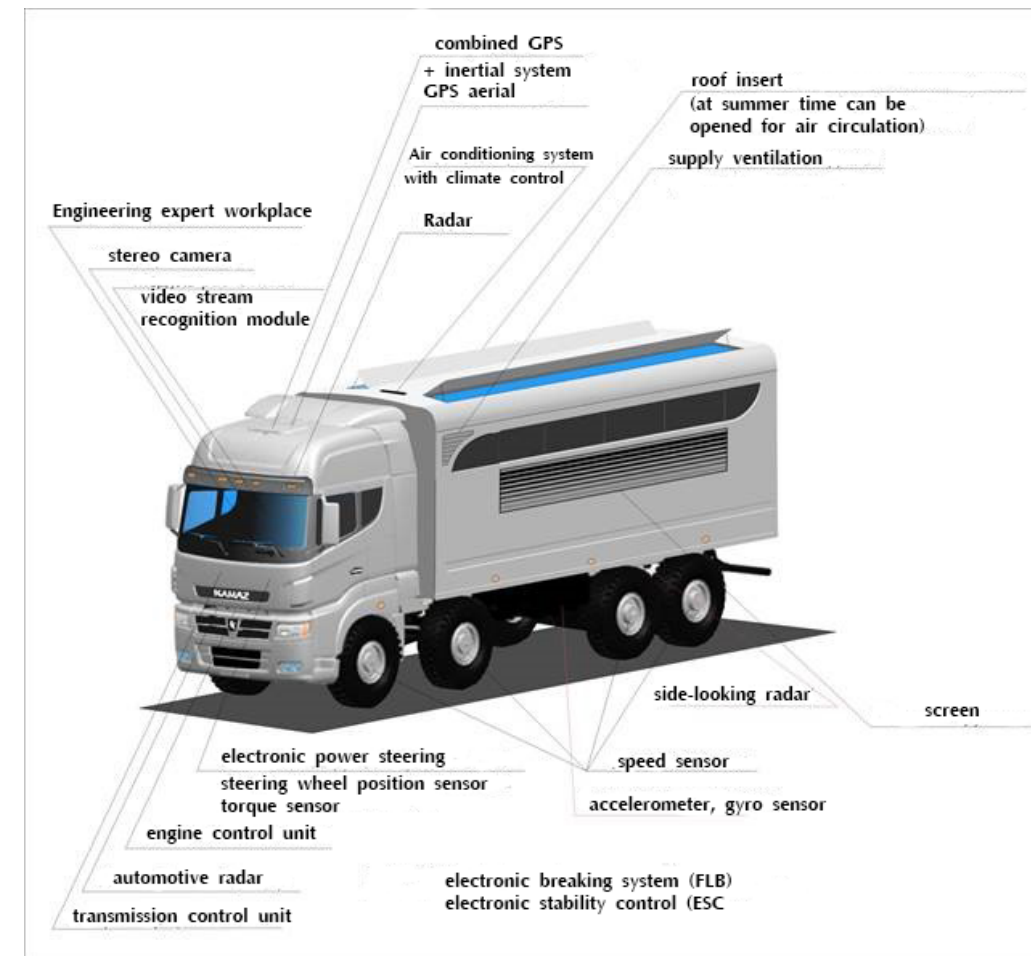 combined GPS
+ inertial system
GPS aerial
roof insert
(at summer time can be
opened for air circulation)
Air conditioning system
with climate control
supply ventilation
Engineering expert workplace
Radar
stereo camera
video stream
recognition module
KAMAZ
side-looking radar
screen
electronic power steering
speed sensor
steering wheel position sensor
torque sensor
accelerometer, gyro sensor
engine control unit
automotive radar
electronic breaking system (FLB)
electronic stability control (ESC
transmission control unit